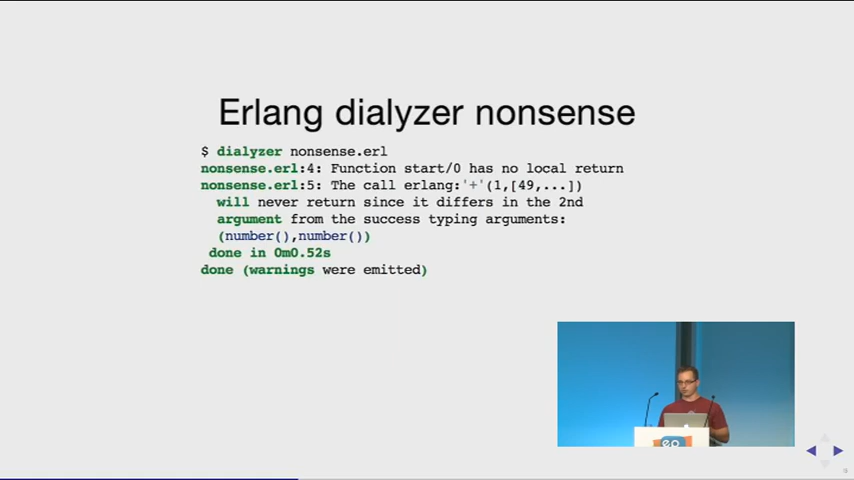 Erlang dialyzer nonsense
$ dialyzer nonsense.erl
nonsense.erl:4: Function start/0 has no local return
nonsense.erl:5: The call erlang:'+'(1,[49,...])
will never return since it differs in the 2nd
argument from the success typing arguments:
(number(),number())
done in 0m0.52s
done (warnings were emitted)
ep
9